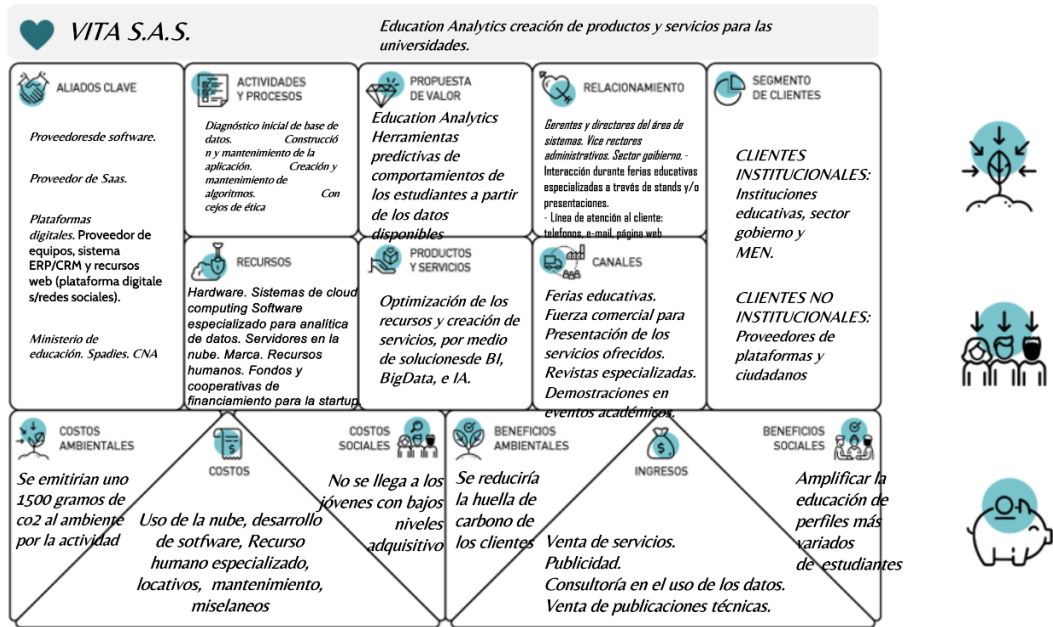 VITA S.A.S.
Education Analytics creación de productos y servicios para las
universidades.
ALIADOS CLAVE
Proveedoresde software.
Proveedor de Saas.
Plataformas
digitales. Proveedor de
equipos, sistema
ERP/CRM y recursos
web (plataforma digitale
s/redes sociales).
Ministerio de
educación. Spadies. CNA
ACTIVIDADES
Y PROCESOS
Diagnóstico inicial de base de
datos. Construcció
n y mantenimiento de la
aplicación. Creación y
mantenimiento de
algoritmos. Con
cejos de ética
RECURSOS
Hardware. Sistemas de cloud
computing Software
especializado para analítica
de datos. Servidores en la
nube. Marca. Recursos
humanos. Fondos y
cooperativas de
financiamiento para la startup
PROPUESTA
DE VALOR
Education Analytics
Herramientas
predictivas de
comportamientos de
los estudiantes a partir
de los datos
disponibles
PRODUCTOS
Y SERVICIOS
Optimización de los
recursos y creación de
servicios, por medio
de solucionesde BI,
BigData, e IA.
RELACIONAMIENTO
Gerentes y directores del área de
sistemas. Vice rectores
administrativos. Sector goibierno. -
Interacción durante ferias educativas
especializadas a través de stands y/o
presentaciones.
- Línea de atención al cliente:
telefonos, e-mail, página web
CANALES
Ferias educativas.
Fuerza comercial para
Presentación de los
servicios ofrecidos.
Revistas especializadas.
Demostraciones en
eventos académicos.
SEGMENTO
DE CLIENTES
CLIENTES
INSTITUCIONALES:
Instituciones
educativas, sector
gobierno y
MEN.
CLIENTES NO
INSTITUCIONALES:
Proveedores de
plataformas y
ciudadanos
COSTOS
AMBIENTALES
Se emitirian uno
1500 gramos de
co2 al ambiente
por la actividad
COSTOS
Uso de la nube, desarrollo
de sotfware, Recurso
humano especializado,
locativos, mantenimiento,
miselaneos
COSTOS
SOCIALES
No se llega a los
jóvenes con bajos
niveles
adquisitivo
BENEFICIOS
AMBIENTALES
Se reduciría
la huella de
carbono de
los clientes
INGRESOS
Venta de servicios.
Publicidad.
Consultoría en el uso de los datos.
Venta de publicaciones técnicas.
BENEFICIOS
SOCIALES
Amplificar la
educación de
perfiles más
variados
de estudiantes